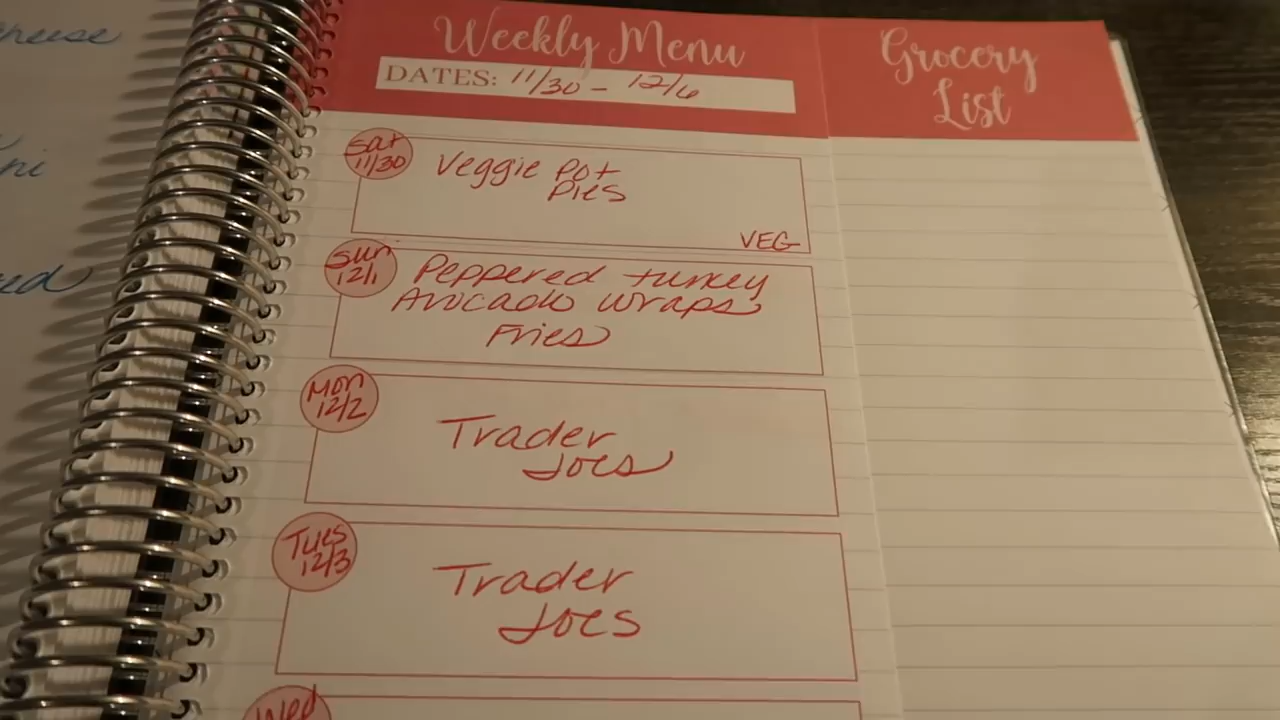 Weekly Menu
DATES: 11/30 - 12/6
Grocery
List
Sat
11/30
Veggie Pot
Pies
VEG
Sun
12/1
Peppered turkey
Avocado wraps
Fries
Mon
12/2
Trader
Joes
Tues
12/3
Trader
Joes
Wed